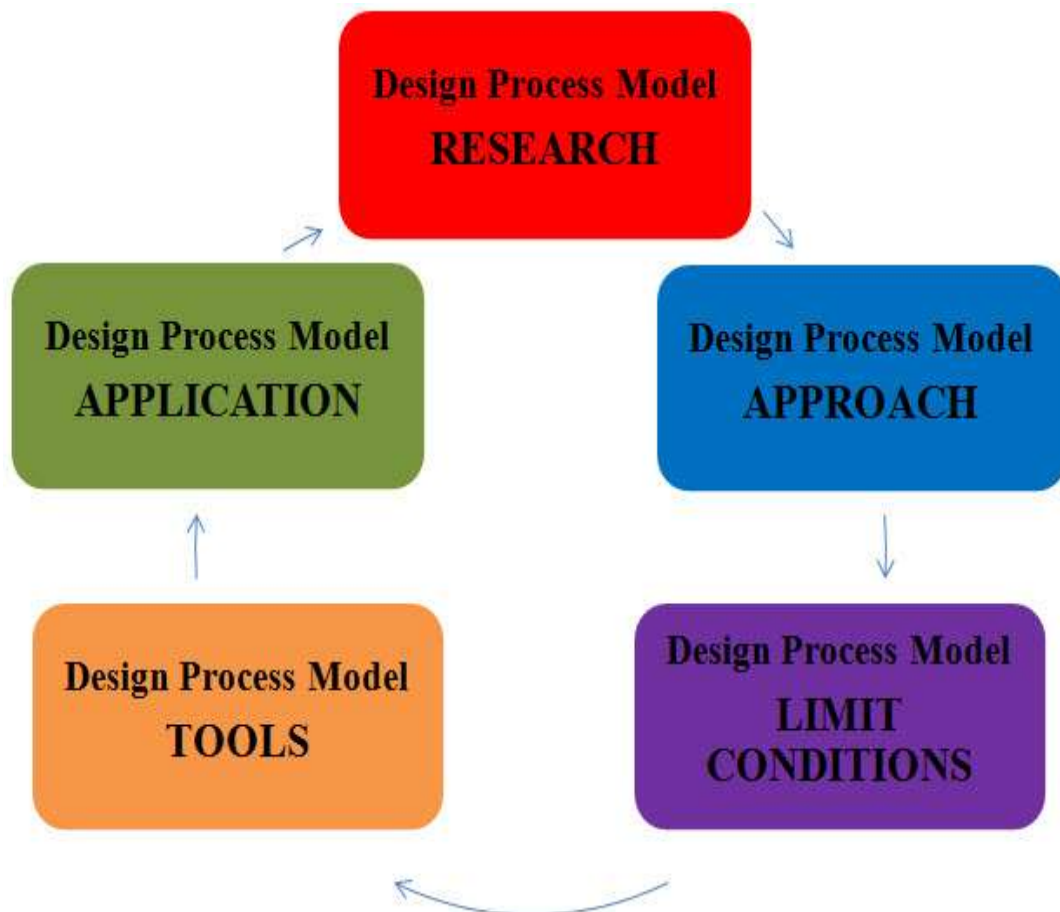 Design Process Model
RESEARCH
Design Process Model
APPLICATION
Design Process Model
APPROACH
Design Process Model
TOOLS
Design Process Model
LIMIT
CONDITIONS